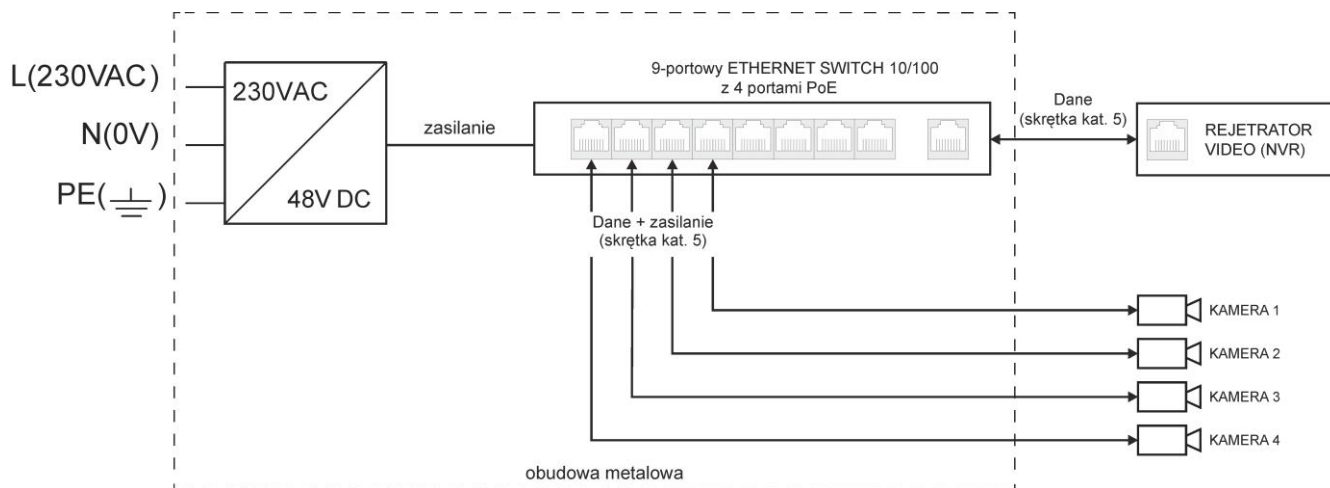 L(230VAC)
N(0V)
PE( )
230VAC
48V DC
zasilanie
9-portowy ETHERNET SWITCH 10/100
z 4 portami PoE
Dane
(skrętka kat. 5)
REJETRATOR
VIDEO (NVR)
Dane + zasilanie
(skrętka kat. 5)
KAMERA 1
KAMERA 2
KAMERA 3
KAMERA 4
obudowa metalowa